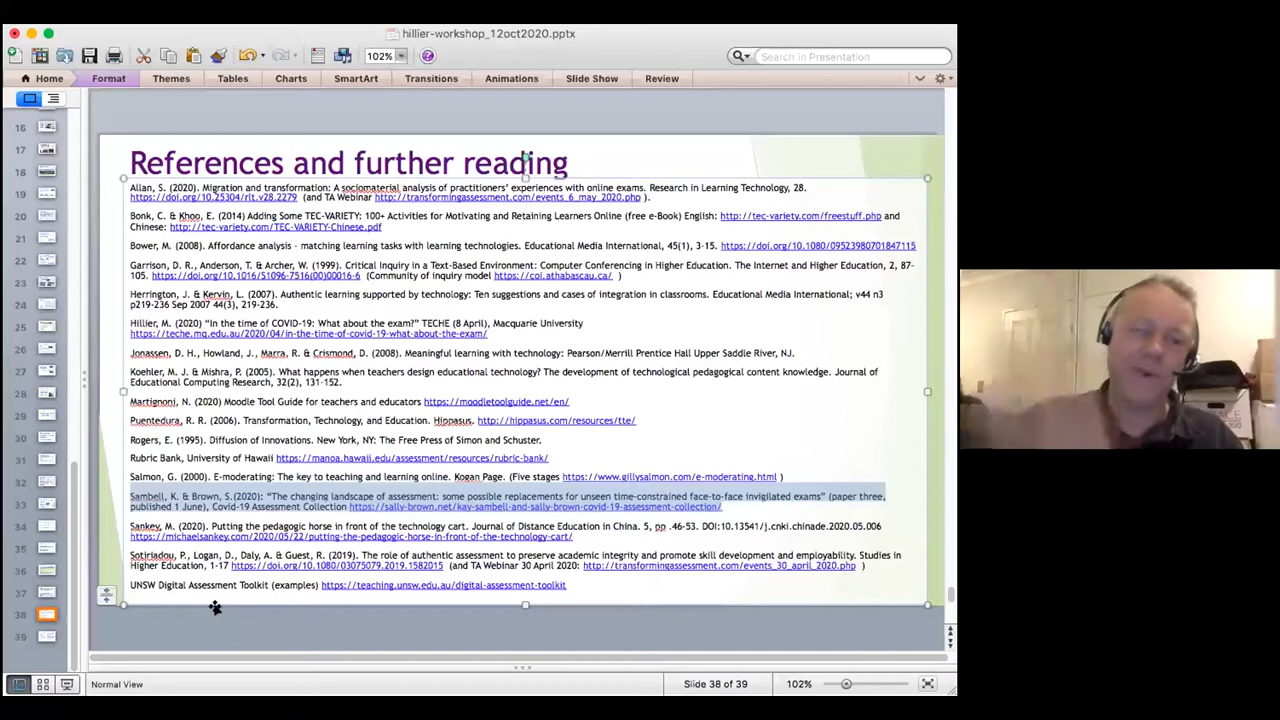 hillier-workshop_12oct2020.pptx
102%
Search in Presentation
Home Format Themes Tables Charts SmartArt Transitions Animations Slide Show Review
References and further reading
Allan, S. (2020). Migration and transformation: A sociomaterial analysis of practitioners' experiences with online exams. Research in Learning Technology, 28.
https://doi.org/10.25304/rlt.v28.2279 (and TA Webinar http://transformingassessment.com/events_6_may_2020.php ).
Bonk, C. & Khoo, E. (2014) Adding Some TEC-VARIETY: 100+ Activities for Motivating and Retaining Learners Online (free e-Book) English: http://tec-variety.com/freestuff.php and
Chinese: http://tec-variety.com/TEC-VARIETY-Chinese.pdf
Bower, M. (2008). Affordance analysis - matching learning tasks with learning technologies. Educational Media International, 45(1), 3-15. https://doi.org/10.1080/09523980701847115
Garrison, D. R., Anderson, T. & Archer, W. (1999). Critical Inquiry in a Text-Based Environment: Computer Conferencing in Higher Education. The Internet and Higher Education, 2, 87-
105. https://doi.org/10.1016/S1096-7516(00)00016-6 (Community of inquiry model https://coi.athabascau.ca/ )
Herrington, J. & Kervin, L. (2007). Authentic learning supported by technology: Ten suggestions and cases of integration in classrooms. Educational Media International; v44 n3
p219-236 Sep 2007 44(3), 219-236.
Hillier, M. (2020) "In the time of COVID-19: What about the exam?" TECHE (8 April), Macquarie University
https://teche.mq.edu.au/2020/04/in-the-time-of-covid-19-what-about-the-exam/
Jonassen, D. H., Howland, J., Marra, R. & Crismond, D. (2008). Meaningful learning with technology: Pearson/Merrill Prentice Hall Upper Saddle River, NJ.
Koehler, M. J. & Mishra, P. (2005). What happens when teachers design educational technology? The development of technological pedagogical content knowledge. Journal of
Educational Computing Research, 32(2), 131-152.
Martignoni, N. (2020) Moodle Tool Guide for teachers and educators https://moodletoolguide.net/en/
Puentedura, R. R. (2006). Transformation, Technology, and Education. Hippasus. http://hippasus.com/resources/tte/
Rogers, E. (1995). Diffusion of Innovations. New York, NY: The Free Press of Simon and Schuster.
Rubric Bank, University of Hawaii https://manoa.hawaii.edu/assessment/resources/rubric-bank/
Salmon, G. (2000). E-moderating: The key to teaching and learning online. Kogan Page. (Five stages https://www.gillysalmon.com/e-moderating.html )
Sambell, K. & Brown, S.(2020): "The changing landscape of assessment: some possible replacements for unseen time-constrained face-to-face invigilated exams" (paper three,
published 1 June), Covid-19 Assessment Collection https://sally-brown.net/kay-sambell-and-sally-brown-covid-19-assessment-collection/
Sankey, M. (2020). Putting the pedagogic horse in front of the technology cart. Journal of Distance Education in China. 5, pp .46-53. DOI:10.13541/j.cnki.chinade.2020.05.006
https://michaelsankey.com/2020/05/22/putting-the-pedagogic-horse-in-front-of-the-technology-cart/
Sotiriadou, P., Logan, D., Daly, A. & Guest, R. (2019). The role of authentic assessment to preserve academic integrity and promote skill development and employability. Studies in
Higher Education, 1-17 https://doi.org/10.1080/03075079.2019.1582015 (and TA Webinar 30 April 2020: http://transformingassessment.com/events_30_april_2020.php )
UNSW Digital Assessment Toolkit (examples) https://teaching.unsw.edu.au/digital-assessment-toolkit
16
17
18
19
20
21
22
23
24
25
26
27
28
29
30
31
32
33
34
35
36
37
38
39
Normal View
Slide 38 of 39
102%